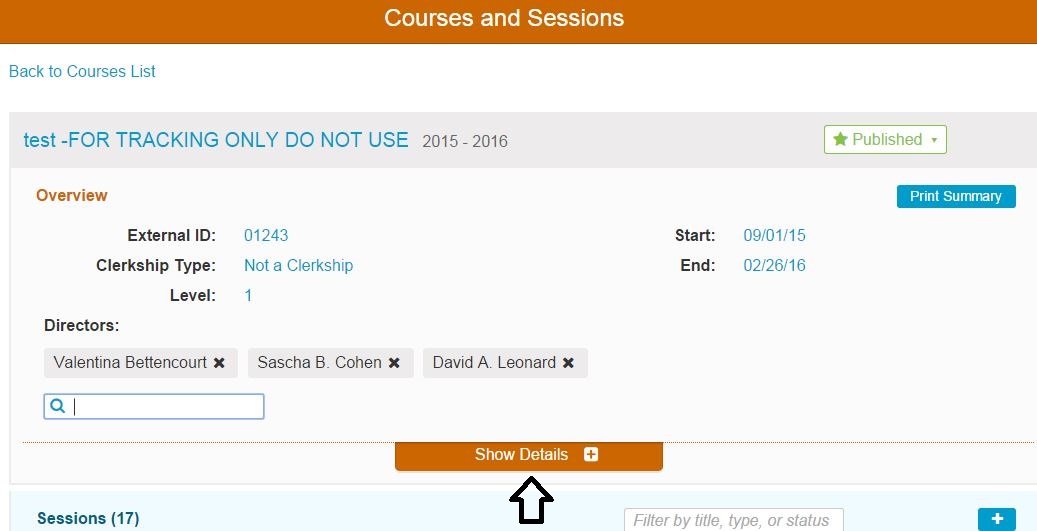 Courses and Sessions
Back to Courses List
test -FOR TRACKING ONLY DO NOT USE 2015 - 2016 Published
Overview Print Summary
External ID: 01243 Start: 09/01/15
Clerkship Type: Not a Clerkship End: 02/26/16
Level: 1
Directors:
Valentina Bettencourt Sascha B. Cohen David A. Leonard
Show Details
Sessions (17) Filter by title, type, or status